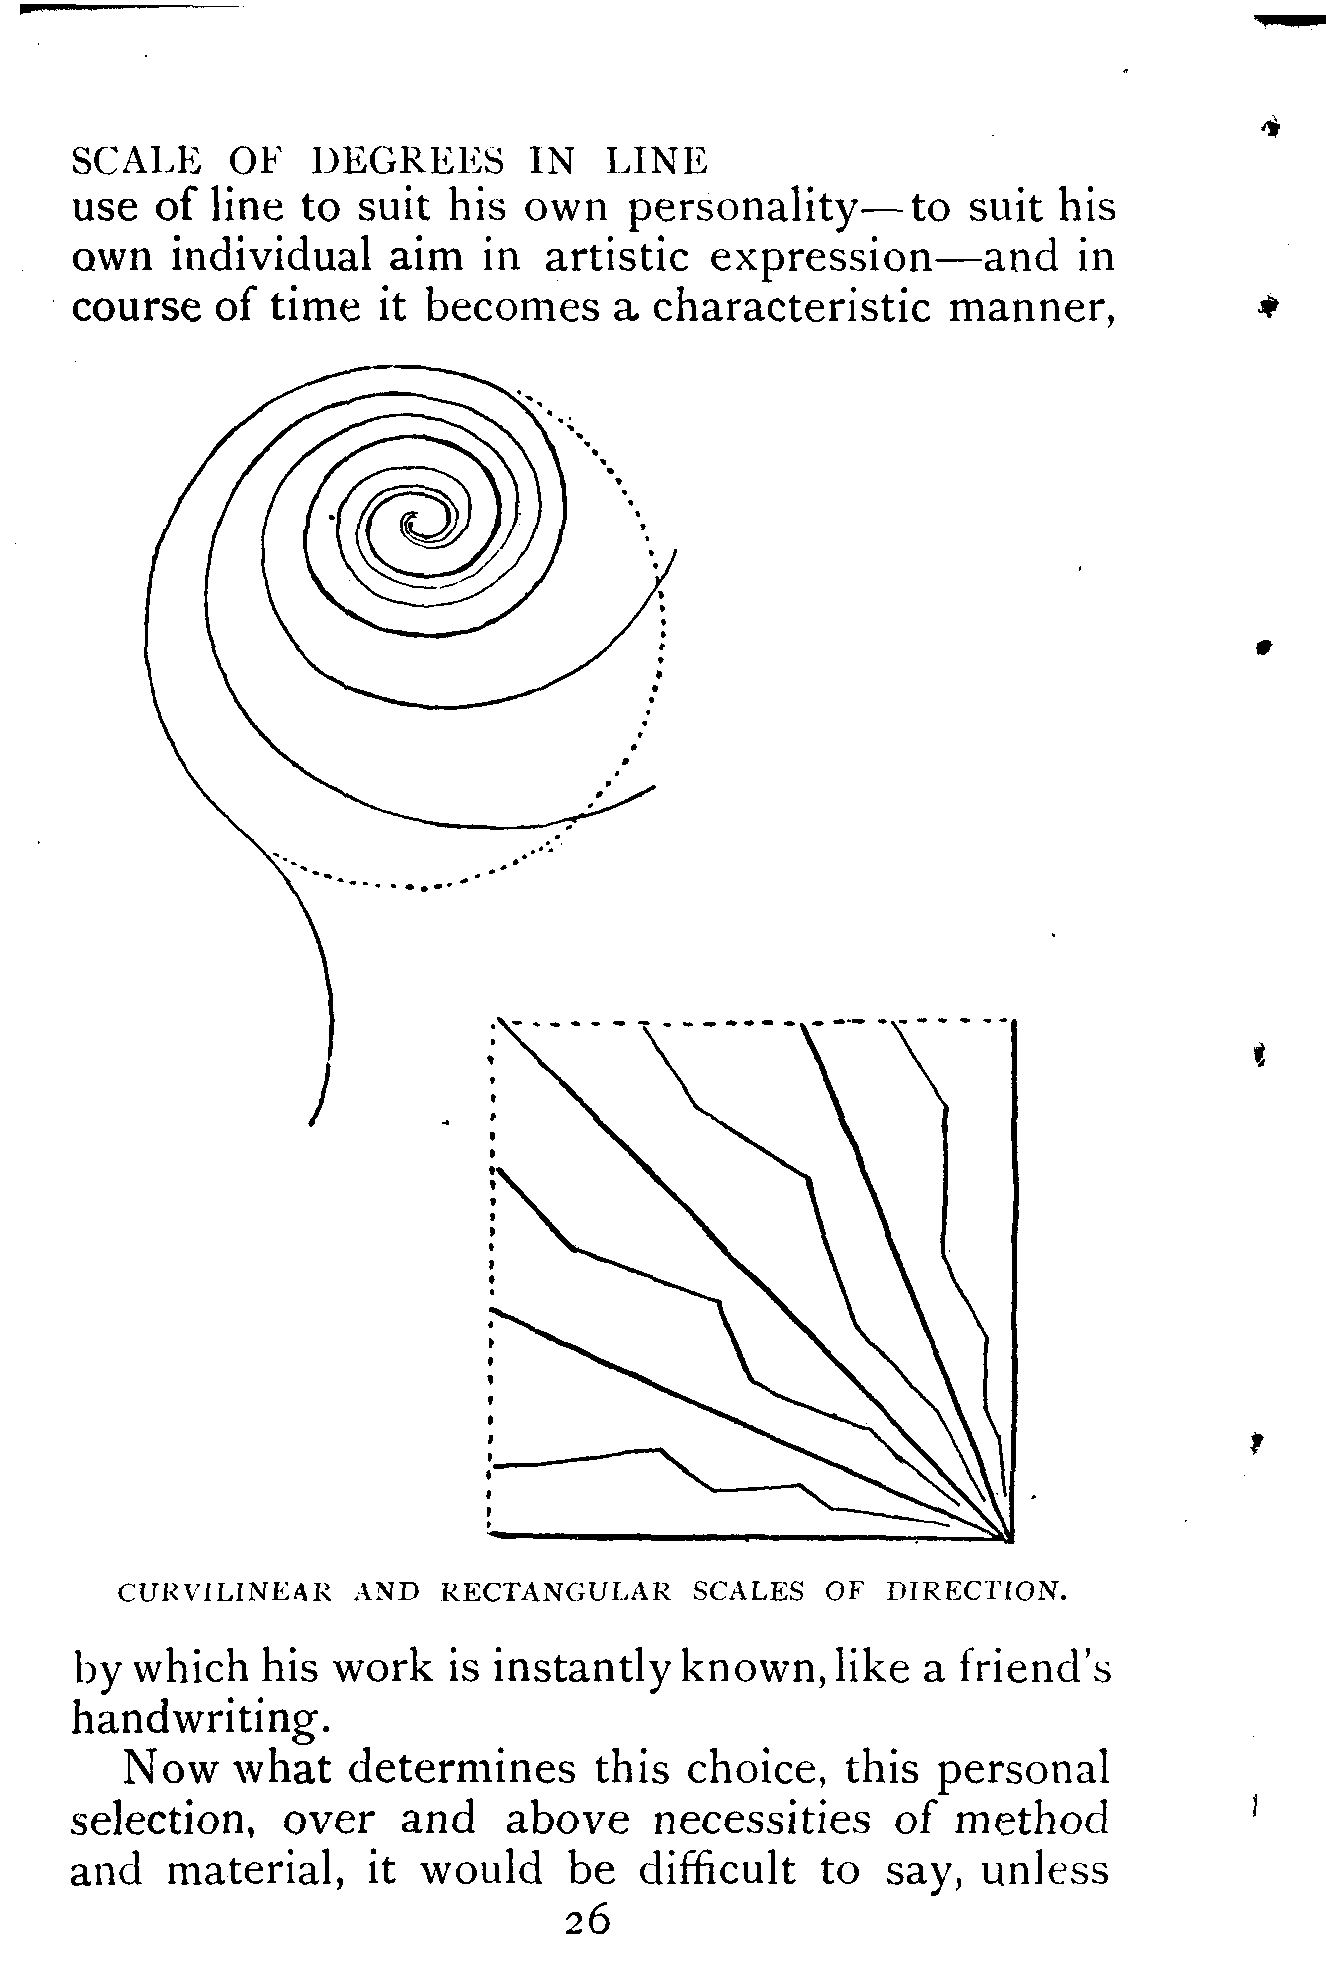 SCALE OF DEGREES IN LINE
use of line to suit his own personality—to suit his
own individual aim in artistic expression—and in
course of time it becomes a characteristic manner,
CURVILINEAR AND RECTANGULAR SCALES OF DIRECTION.
by which his work is instantly known, like a friend's
handwriting.
Now what determines this choice, this personal
selection, over and above necessities of method
and material, it would be difficult to say, unless
26